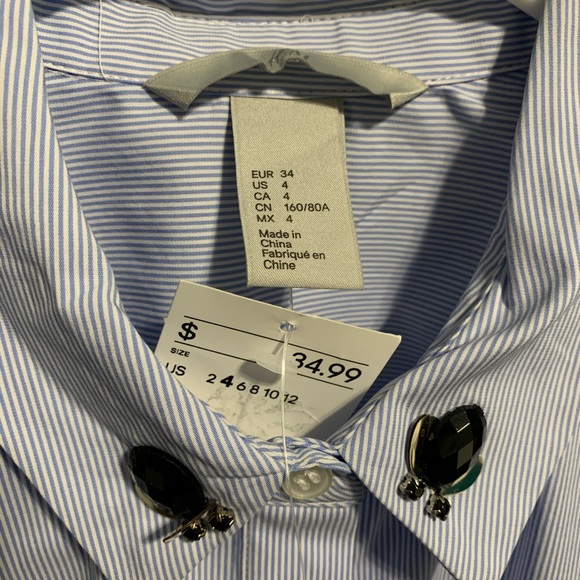 EUR 34
US 4
CA 4
CN 160/80A
MX 4
Made in
China
Fabriqué en
Chine
$ 34.99
SIZE
US 2 4 6 8 10 12